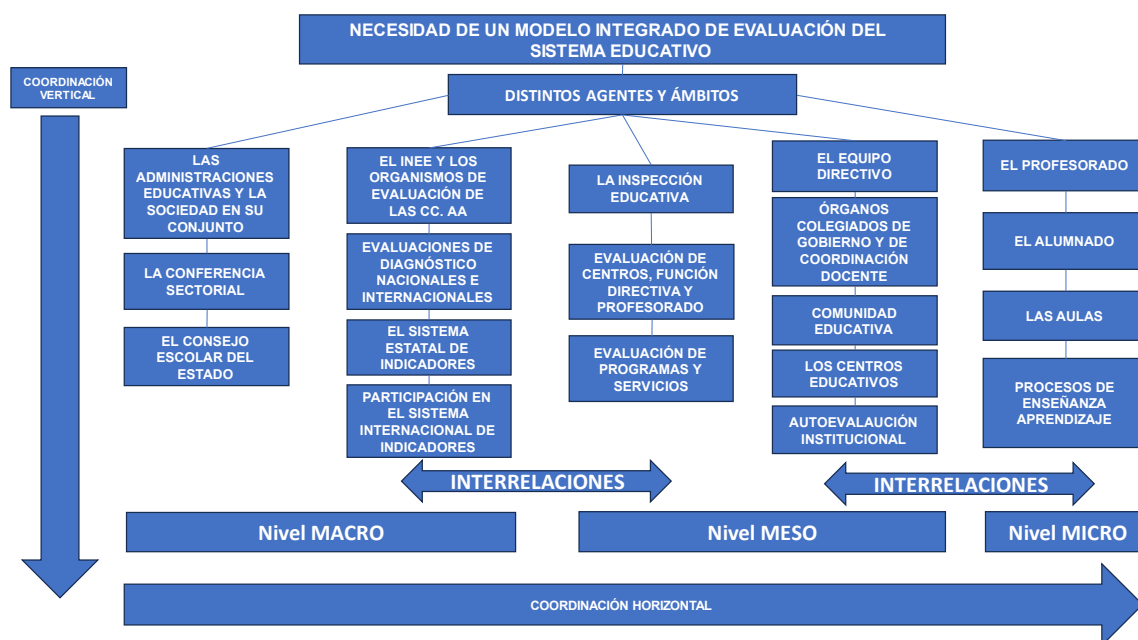 NECESIDAD DE UN MODELO INTEGRADO DE EVALUACIÓN DEL
SISTEMA EDUCATIVO
COORDINACIÓN
VERTICAL
DISTINTOS AGENTES Y ÁMBITOS
LAS
ADMINISTRACIONES
EDUCATIVAS Y LA
SOCIEDAD EN SU
CONJUNTO
LA CONFERENCIA
SECTORIAL
EL CONSEJO
ESCOLAR DEL
ESTADO
EL INEE Y LOS
ORGANISMOS DE
EVALUACIÓN DE
LAS CC. AA
EVALUACIONES DE
DIAGNÓSTICO
NACIONALES E
INTERNACIONALES
EL SISTEMA
ESTATAL DE
INDICADORES
PARTICIPACIÓN EN
EL SISTEMA
INTERNACIONAL DE
INDICADORES
LA INSPECCIÓN
EDUCATIVA
EVALUACIÓN DE
CENTROS, FUNCIÓN
DIRECTIVA Y
PROFESORADO
EVALUACIÓN DE
PROGRAMAS Y
SERVICIOS
EL EQUIPO
DIRECTIVO
ÓRGANOS
COLEGIADOS DE
GOBIERNO Y DE
COORDINACIÓN
DOCENTE
COMUNIDAD
EDUCATIVA
LOS CENTROS
EDUCATIVOS
AUTOEVALAUCIÓN
INSTITUCIONAL
EL PROFESORADO
EL ALUMNADO
LAS AULAS
PROCESOS DE
ENSEÑANZA
APRENDIZAJE
INTERRELACIONES
INTERRELACIONES
Nivel MACRO
Nivel MESO
Nivel MICRO
COORDINACIÓN HORIZONTAL